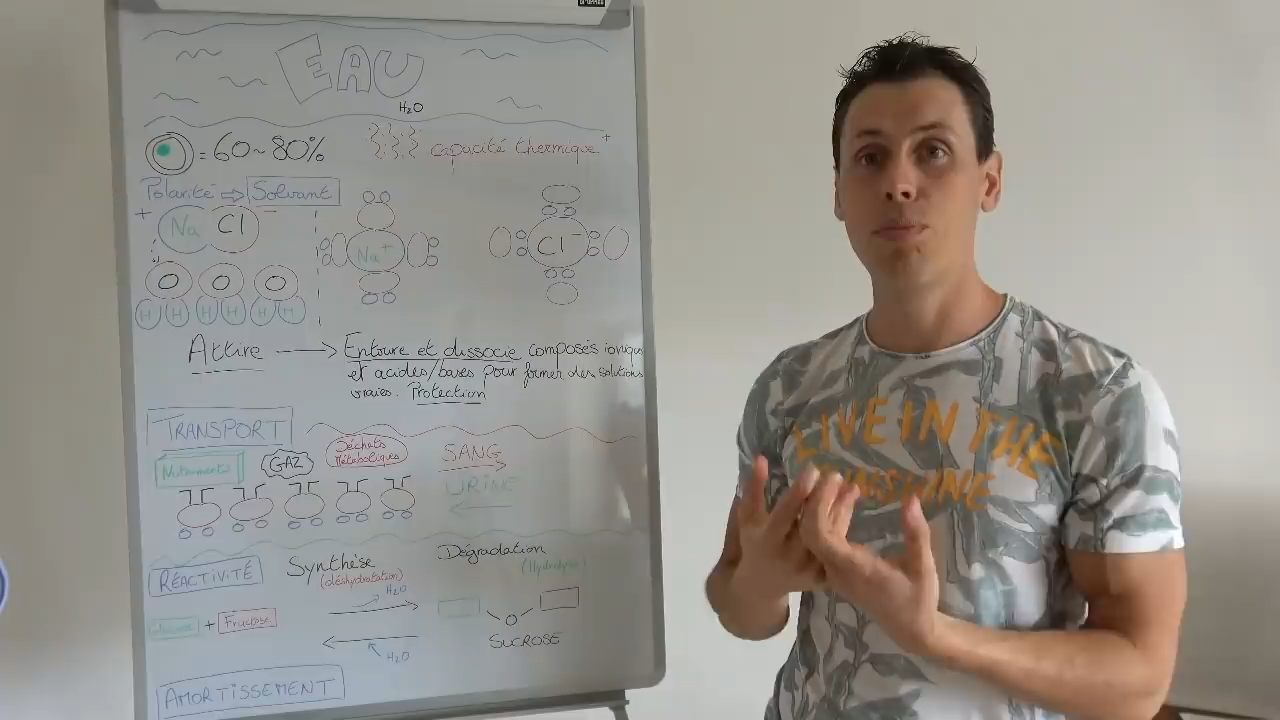 EAU
H₂O
= 60~80%
capacité thermique +
Polarité ⇨ Solvant
+ Na Cl -
Na⁺
Cl⁻
O O O
H H H H H H
Attire → Entoure et dissocie composés ioniques
et acides/bases pour former des solutions
vraies. Protection
TRANSPORT
Nutriments
GAZ
Déchets
Métaboliques
SANG
URINE
RÉACTIVITÉ
Synthèse
(déshydratation)
Dégradation
(Hydrolyse)
H₂O
Glucose + Fructose
O
SUCROSE
H₂O
AMORTISSEMENT
LIVE IN THE
SUNSHINE